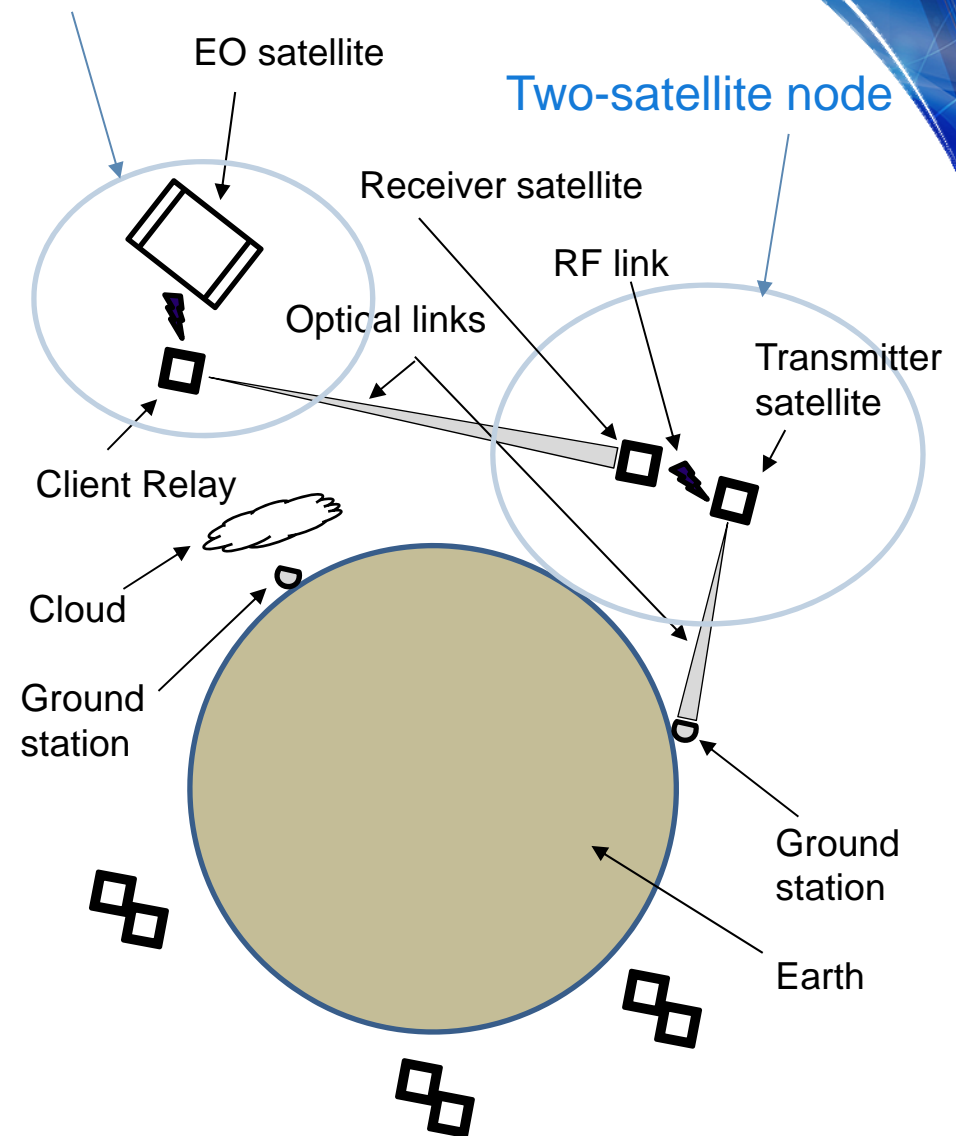 EO satellite
Two-satellite node
Receiver satellite
RF link
Optical links
Transmitter
satellite
Client Relay
Cloud
Ground
station
Ground
station
Earth